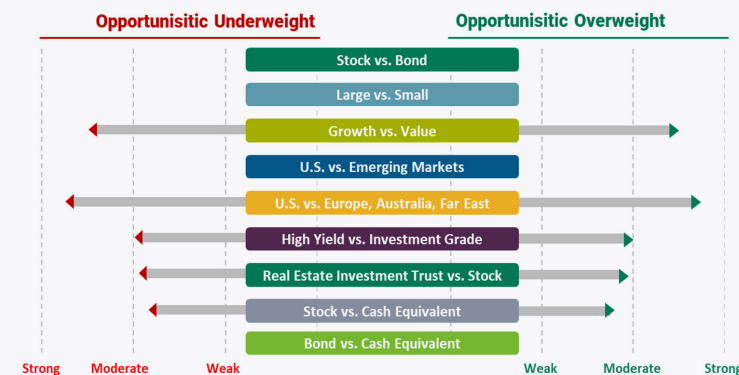 Opportunisitic Underweight
Opportunisitic Overweight
Stock vs. Bond
Large vs. Small
Growth vs. Value
U.S. vs. Emerging Markets
U.S. vs. Europe, Australia, Far East
High Yield vs. Investment Grade
Real Estate Investment Trust vs. Stock
Stock vs. Cash Equivalent
Bond vs. Cash Equivalent
Strong Moderate Weak Weak Moderate Strong